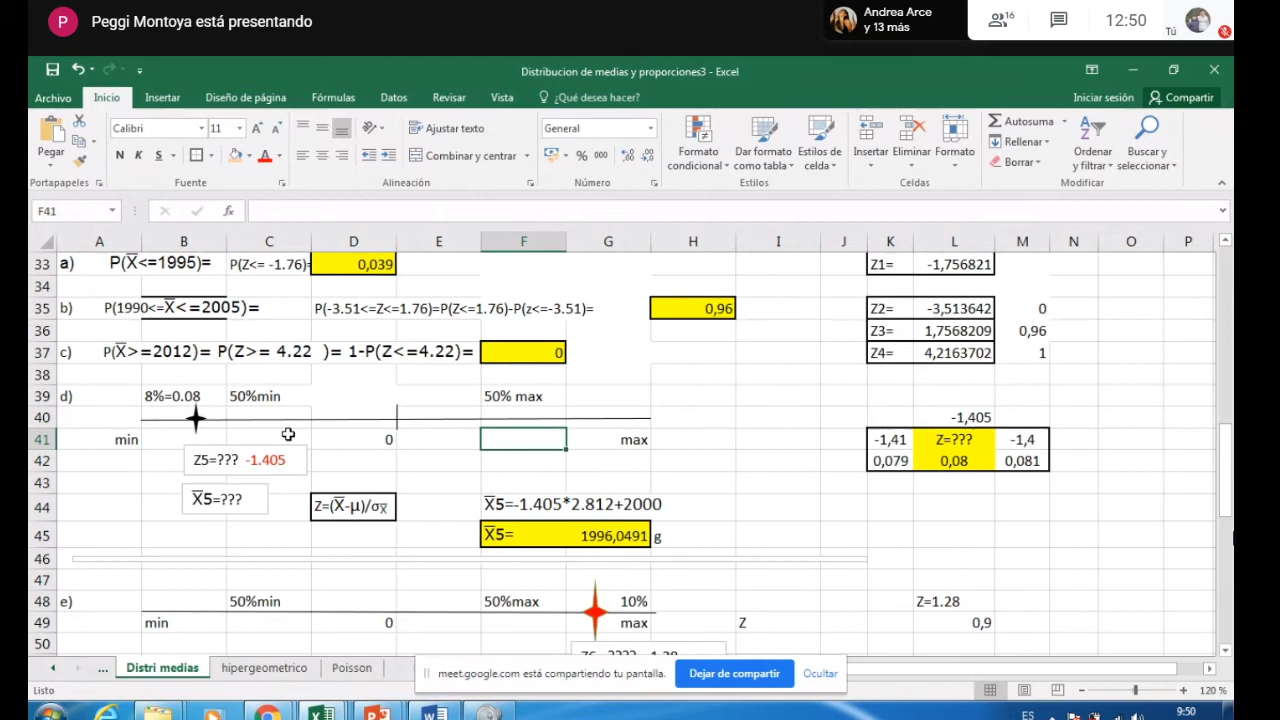 P
Peggi Montoya está presentando
Andrea Arce
y 13 más
16
12:50
Tú
Distribucion de medias y proporciones3 - Excel
Archivo Inicio Insertar Diseño de página Fórmulas Datos Revisar Vista ¿Qué desea hacer? Iniciar sesión Compartir
Calibri 11 Ajustar texto General Autosuma
Pegar N K S Combinar y centrar % 000 Formato condicional Dar formato como tabla Estilos de celda Insertar Eliminar Formato Rellenar Borrar Ordenar y filtrar Buscar y seleccionar
Portapapeles Fuente Alineación Número Estilos Celdas Modificar
F41 fx
A B C D E F G H I J K L M N O P
33 a) P(X̅<=1995)= P(Z<= -1.76)= 0,039 Z1= -1,756821
34
35 b) P(1990<=X̅<=2005)= P(-3.51<=Z<=1.76)=P(Z<=1.76)-P(z<=-3.51)= 0,96 Z2= -3,513642 0
36 Z3= 1,7568209 0,96
37 c) P(X̅>=2012)= P(Z>= 4.22 )= 1-P(Z<=4.22)= 0 Z4= 4,2163702 1
38
39 d) 8%=0.08 50%min 50% max
40 -1,405
41 min 0 max -1,41 Z=??? -1,4
42 Z5=??? -1.405 0,079 0,08 0,081
43
44 X̅5=??? Z=(X̅-μ)/σx̅ X̅5=-1.405*2.812+2000
45 X̅5= 1996,0491 g
46
47
48 e) 50%min 50%max 10% Z=1.28
49 min 0 max Z 0,9
50
... Distri medias hipergeometrico Poisson
meet.google.com está compartiendo tu pantalla. Dejar de compartir Ocultar
Listo 120 %
ES 9:50